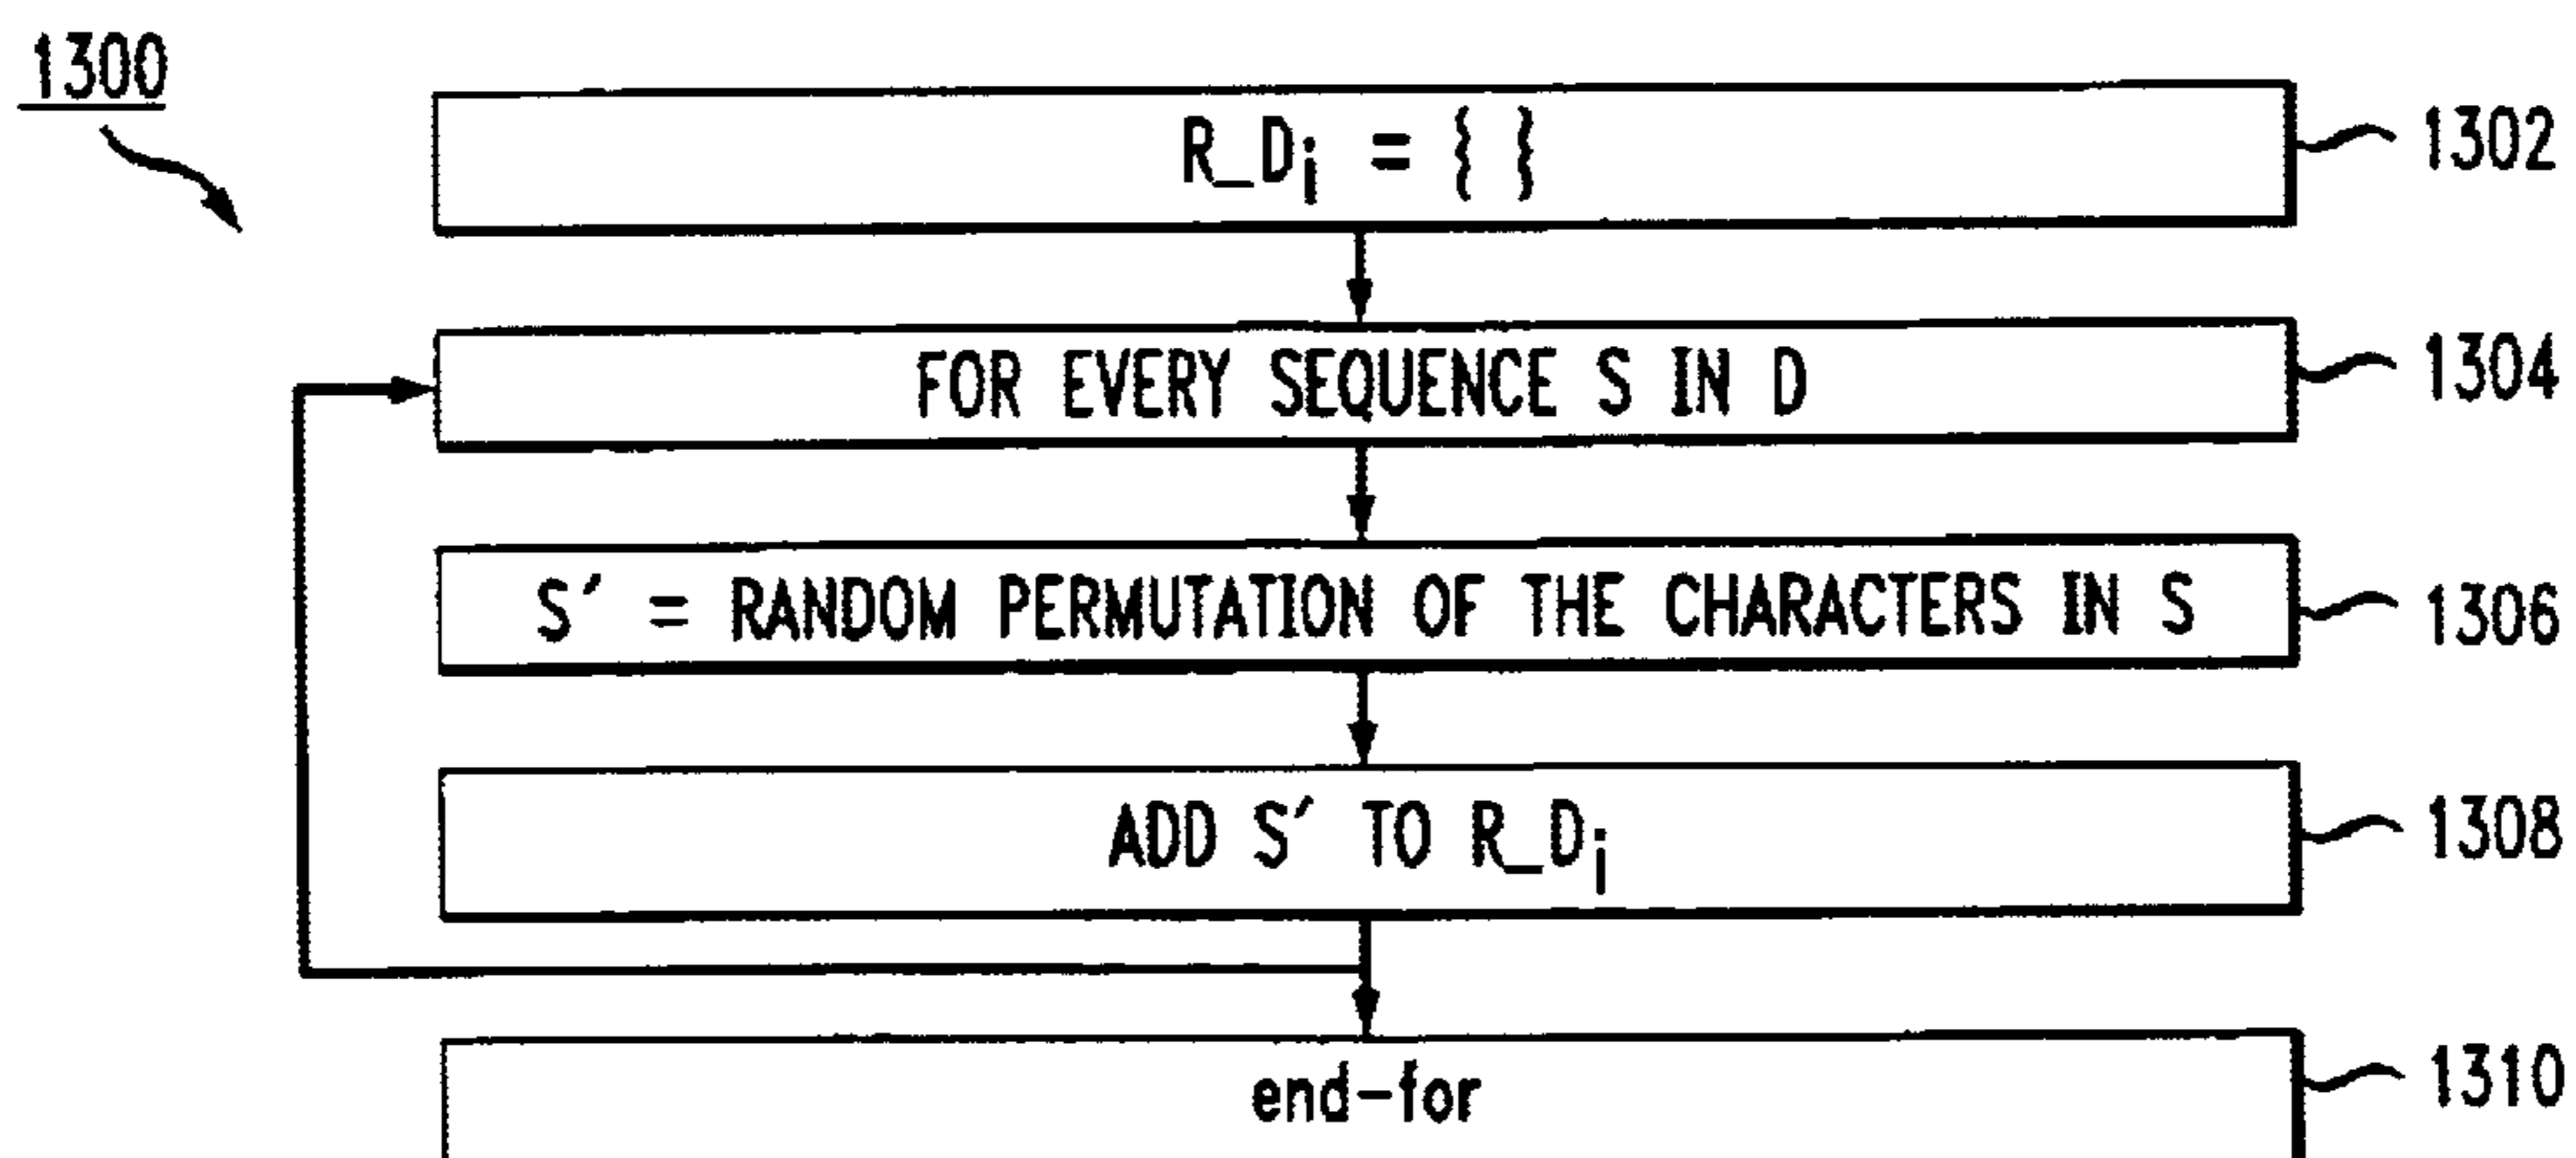 1300
R_Di = { }
1302
FOR EVERY SEQUENCE S IN D
1304
S' = RANDOM PERMUTATION OF THE CHARACTERS IN S
1306
ADD S' TO R_Di
1308
end-for
1310